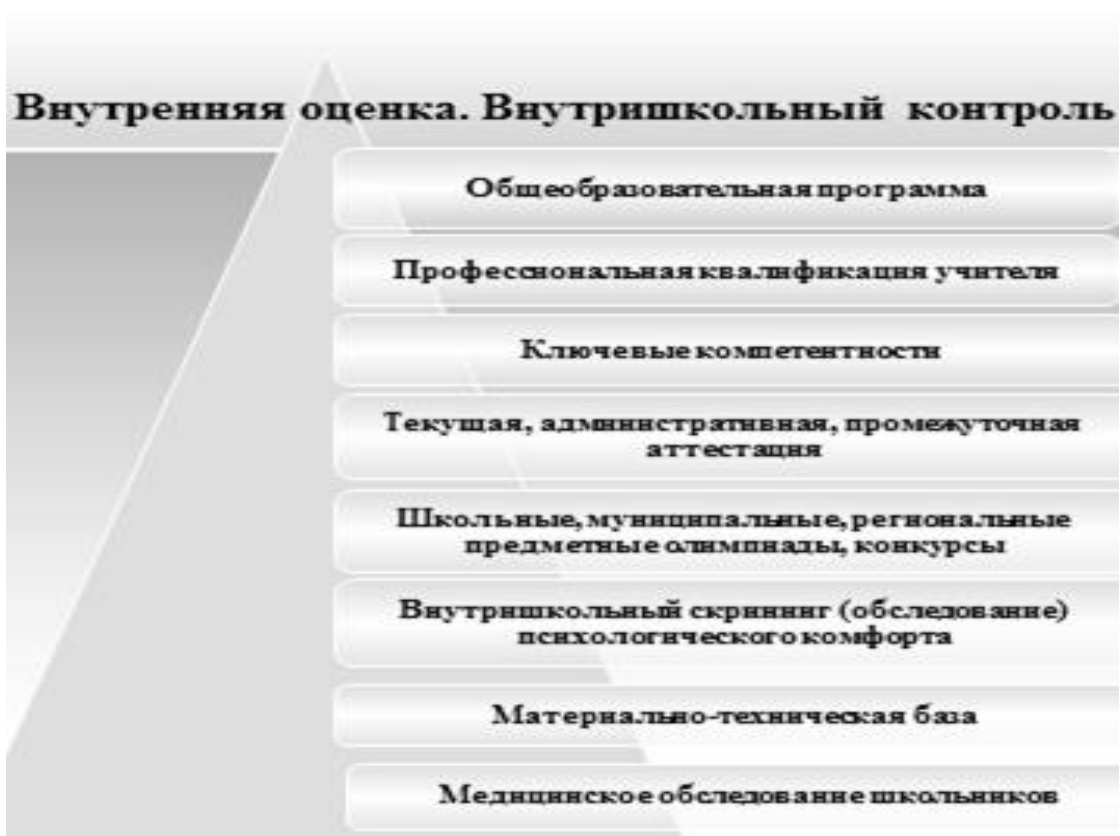 Внутренняя оценка. Внутришкольный контроль
Общеобразовательная программа
Профессиональная квалификация учителя
Ключевые компетентности
Текущая, административная, промежуточная
аттестация
Школьные, муниципальные, региональные
предметные олимпиады, конкурсы
Внутришкольный скрининг (обследование)
психологического комфорта
Материально-техническая база
Медицинское обследование школьников